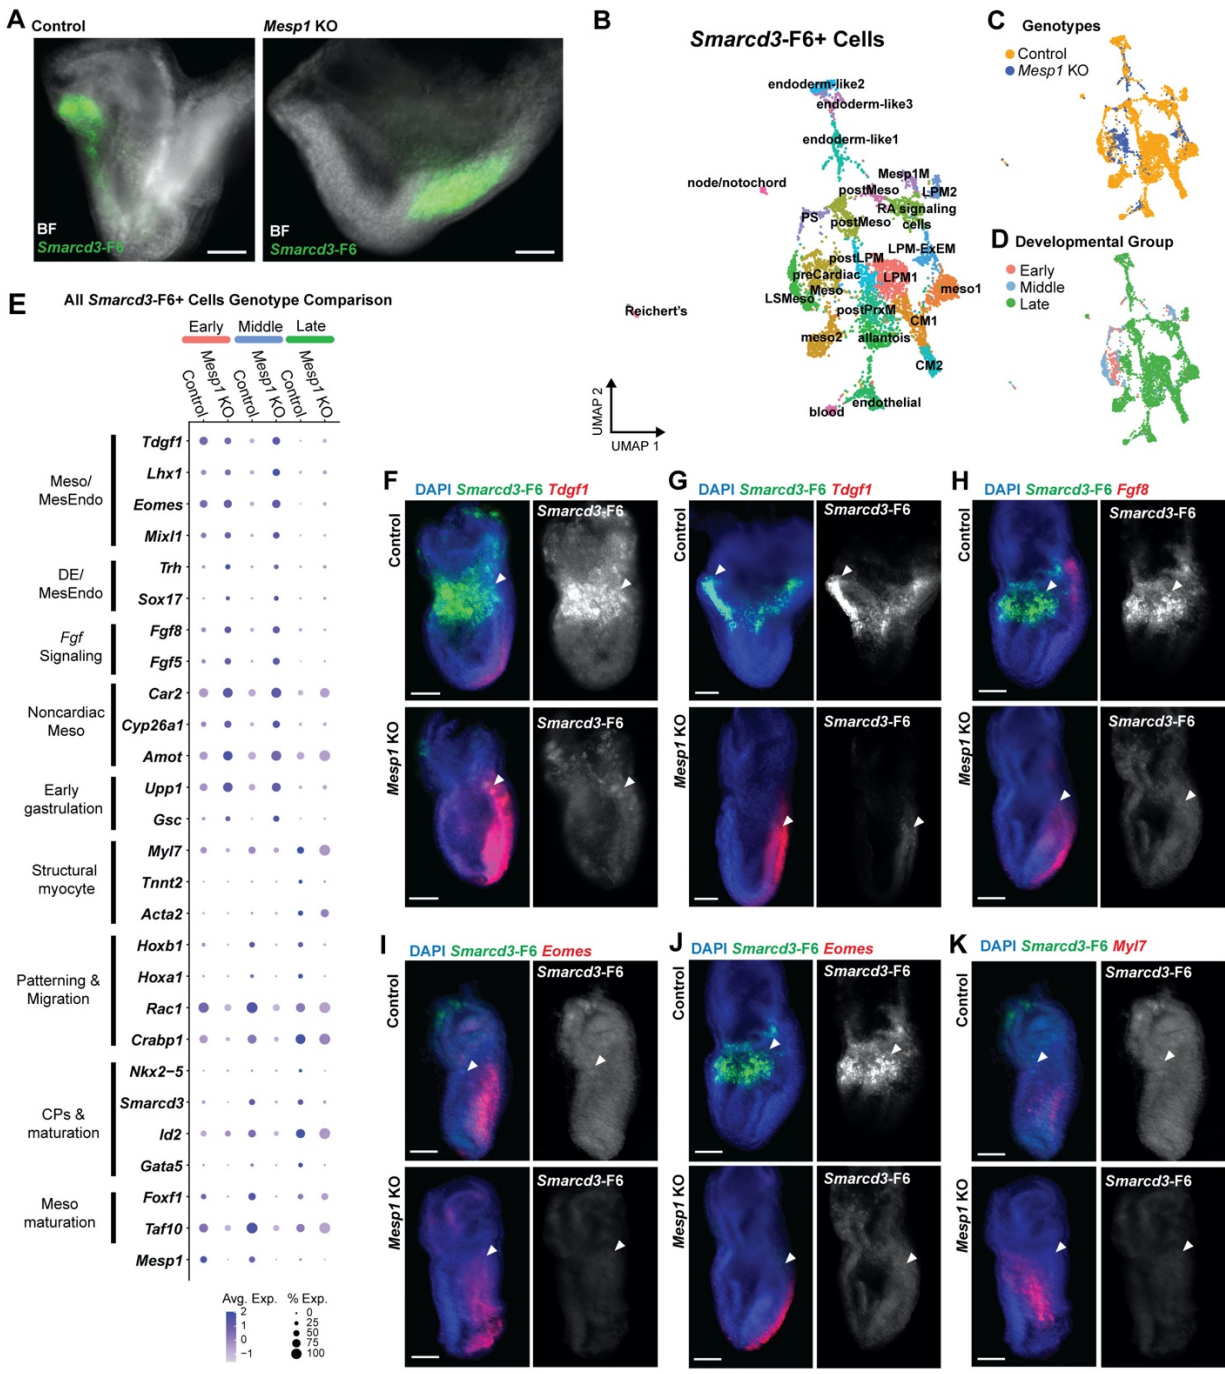 A
Control
Mesp1 KO
BF
Smarcd3-F6
BF
Smarcd3-F6
B
Smarcd3-F6+ Cells
endoderm-like2
endoderm-like3
endoderm-like1
node/notochord
Mesp1M
postMeso
LPM2
PS
RA signaling
cells
postMeso
LPM-ExEM
postLPM
preCardiac
Meso
LPM1
LSMeso
meso1
postPrxM
CM1
Reichert's
meso2
allantois
CM2
blood
endothelial
UMAP 2
UMAP 1
C
Genotypes
Control
Mesp1 KO
D
Developmental Group
Early
Middle
Late
E
All Smarcd3-F6+ Cells Genotype Comparison
Early
Middle
Late
Control
Mesp1 KO
Control
Mesp1 KO
Control
Mesp1 KO
Meso/
MesEndo
Tdgf1
Lhx1
Eomes
Mixl1
DE/
MesEndo
Trh
Sox17
Fgf
Signaling
Fgf8
Fgf5
Noncardiac
Meso
Car2
Cyp26a1
Amot
Early
gastrulation
Upp1
Gsc
Structural
myocyte
Myl7
Tnnt2
Acta2
Patterning &
Migration
Hoxb1
Hoxa1
Rac1
Crabp1
CPs &
maturation
Nkx2−5
Smarcd3
Id2
Gata5
Meso
maturation
Foxf1
Taf10
Mesp1
Avg. Exp.
2
1
0
−1
% Exp.
0
25
50
75
100
F
DAPI Smarcd3-F6 Tdgf1
Control
Smarcd3-F6
Mesp1 KO
Smarcd3-F6
G
DAPI Smarcd3-F6 Tdgf1
Control
Smarcd3-F6
Mesp1 KO
Smarcd3-F6
H
DAPI Smarcd3-F6 Fgf8
Control
Smarcd3-F6
Mesp1 KO
Smarcd3-F6
I
DAPI Smarcd3-F6 Eomes
Control
Smarcd3-F6
Mesp1 KO
Smarcd3-F6
J
DAPI Smarcd3-F6 Eomes
Control
Smarcd3-F6
Mesp1 KO
Smarcd3-F6
K
DAPI Smarcd3-F6 Myl7
Control
Smarcd3-F6
Mesp1 KO
Smarcd3-F6